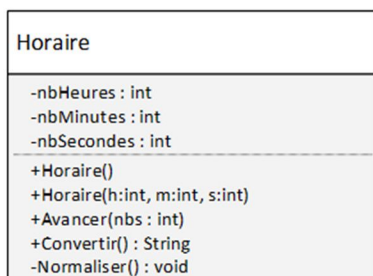 Horaire
-nbHeures : int
-nbMinutes : int
-nbSecondes : int
+Horaire()
+Horaire(h:int, m:int, s:int)
+Avancer(nbs : int)
+Convertir() : String
-Normaliser() : void